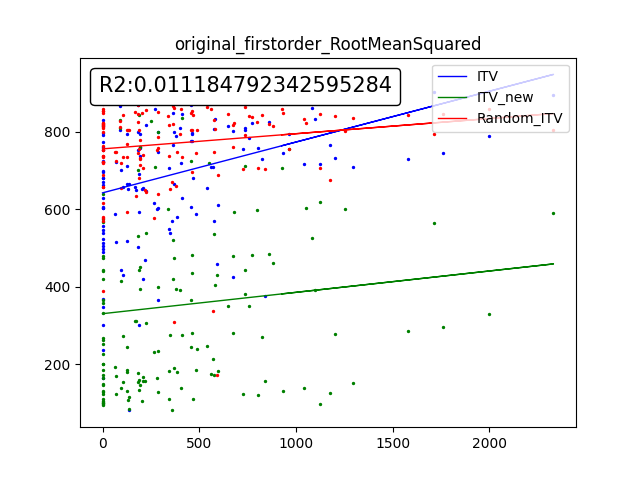 original_firstorder_RootMeanSquared
R2:0.011184792342595284
ITV
ITV_new
Random_ITV
800
600
400
200
0
500
1000
1500
2000